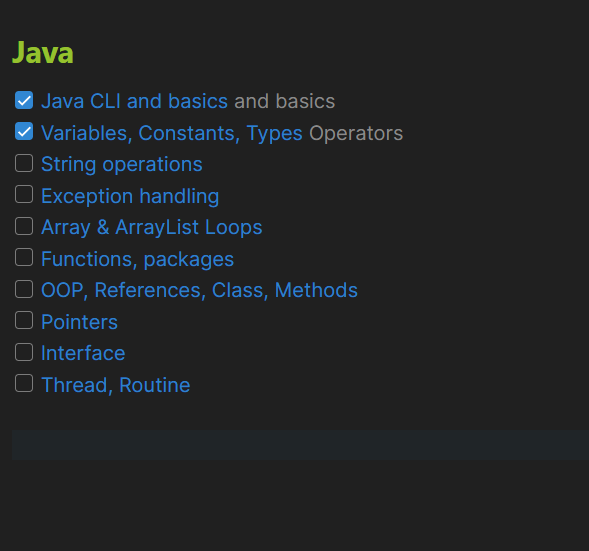 Java
Java CLI and basics and basics
Variables, Constants, Types Operators
String operations
Exception handling
Array & ArrayList Loops
Functions, packages
OOP, References, Class, Methods
Pointers
Interface
Thread, Routine